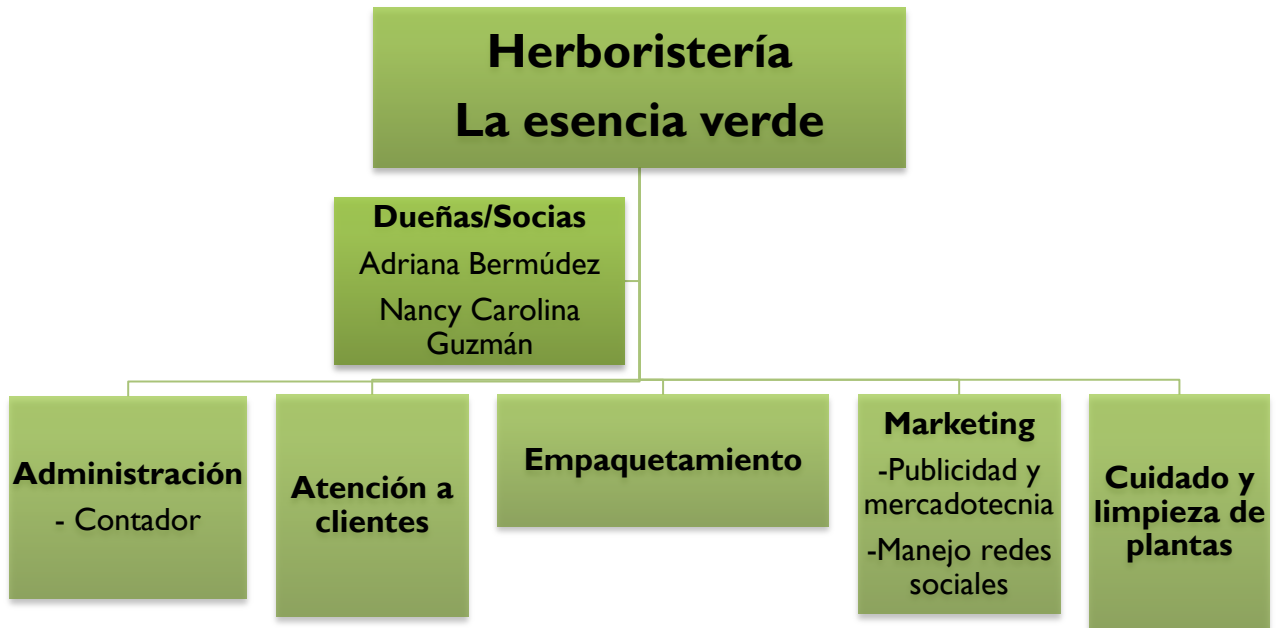 Herboristería
La esencia verde
Dueñas/Socias
Adriana Bermúdez
Nancy Carolina
Guzmán
Administración
- Contador
Atención a
clientes
Empaquetamiento
Marketing
-Publicidad y
mercadotecnia
-Manejo redes
sociales
Cuidado y
limpieza de
plantas